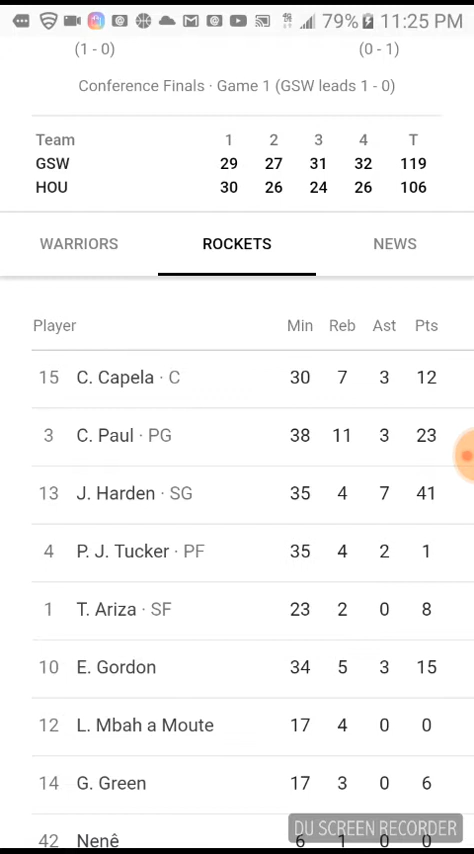 79% 11:25 PM
(1 - 0) (0 - 1)
Conference Finals · Game 1 (GSW leads 1 - 0)
Team 1 2 3 4 T
GSW 29 27 31 32 119
HOU 30 26 24 26 106
WARRIORS ROCKETS NEWS
Player Min Reb Ast Pts
15 C. Capela · C 30 7 3 12
3 C. Paul · PG 38 11 3 23
13 J. Harden · SG 35 4 7 41
4 P. J. Tucker · PF 35 4 2 1
1 T. Ariza · SF 23 2 0 8
10 E. Gordon 34 5 3 15
12 L. Mbah a Moute 17 4 0 0
14 G. Green 17 3 0 6
DU SCREEN RECORDER
42 Nenê 6 1 0 0